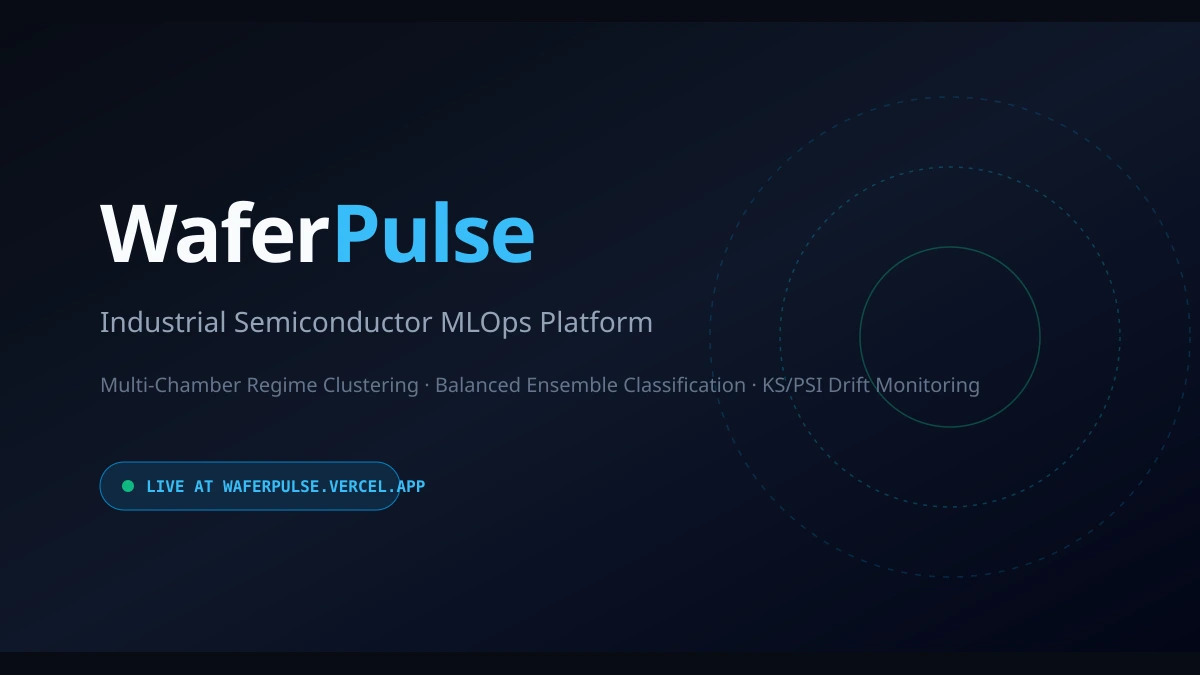 WaferPulse
Industrial Semiconductor MLOps Platform
Multi-Chamber Regime Clustering · Balanced Ensemble Classification · KS/PSI Drift Monitoring
LIVE AT WAFERPULSE.VERCEL.APP